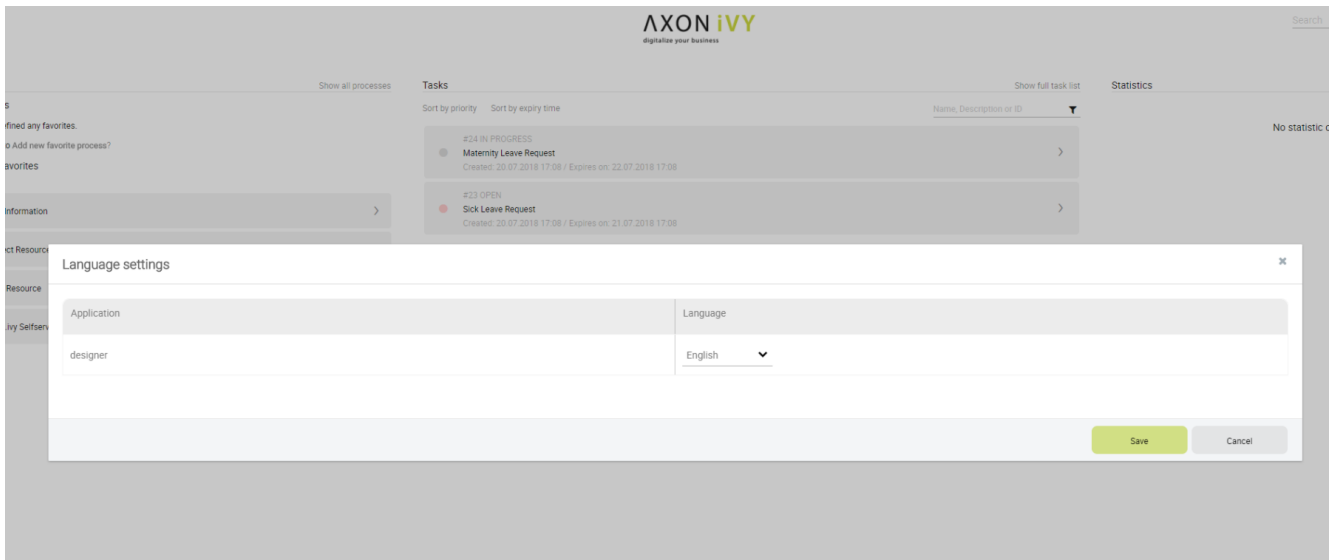 AXON iVY
digitalize your business
Search
Show all processes
Tasks
Show full task list
Statistics
s
Sort by priority Sort by expiry time
Name, Description or ID
efined any favorites.
No statistic c
o Add new favorite process?
#24 IN PROGRESS
Maternity Leave Request
Created: 20.07.2018 17:08 / Expires on: 22.07.2018 17:08
avorites
#23 OPEN
Sick Leave Request
Created: 20.07.2018 17:08 / Expires on: 21.07.2018 17:08
Information
ect Resource
Resource
.ivy Selfserv
Language settings
Application
Language
designer
English
Save
Cancel